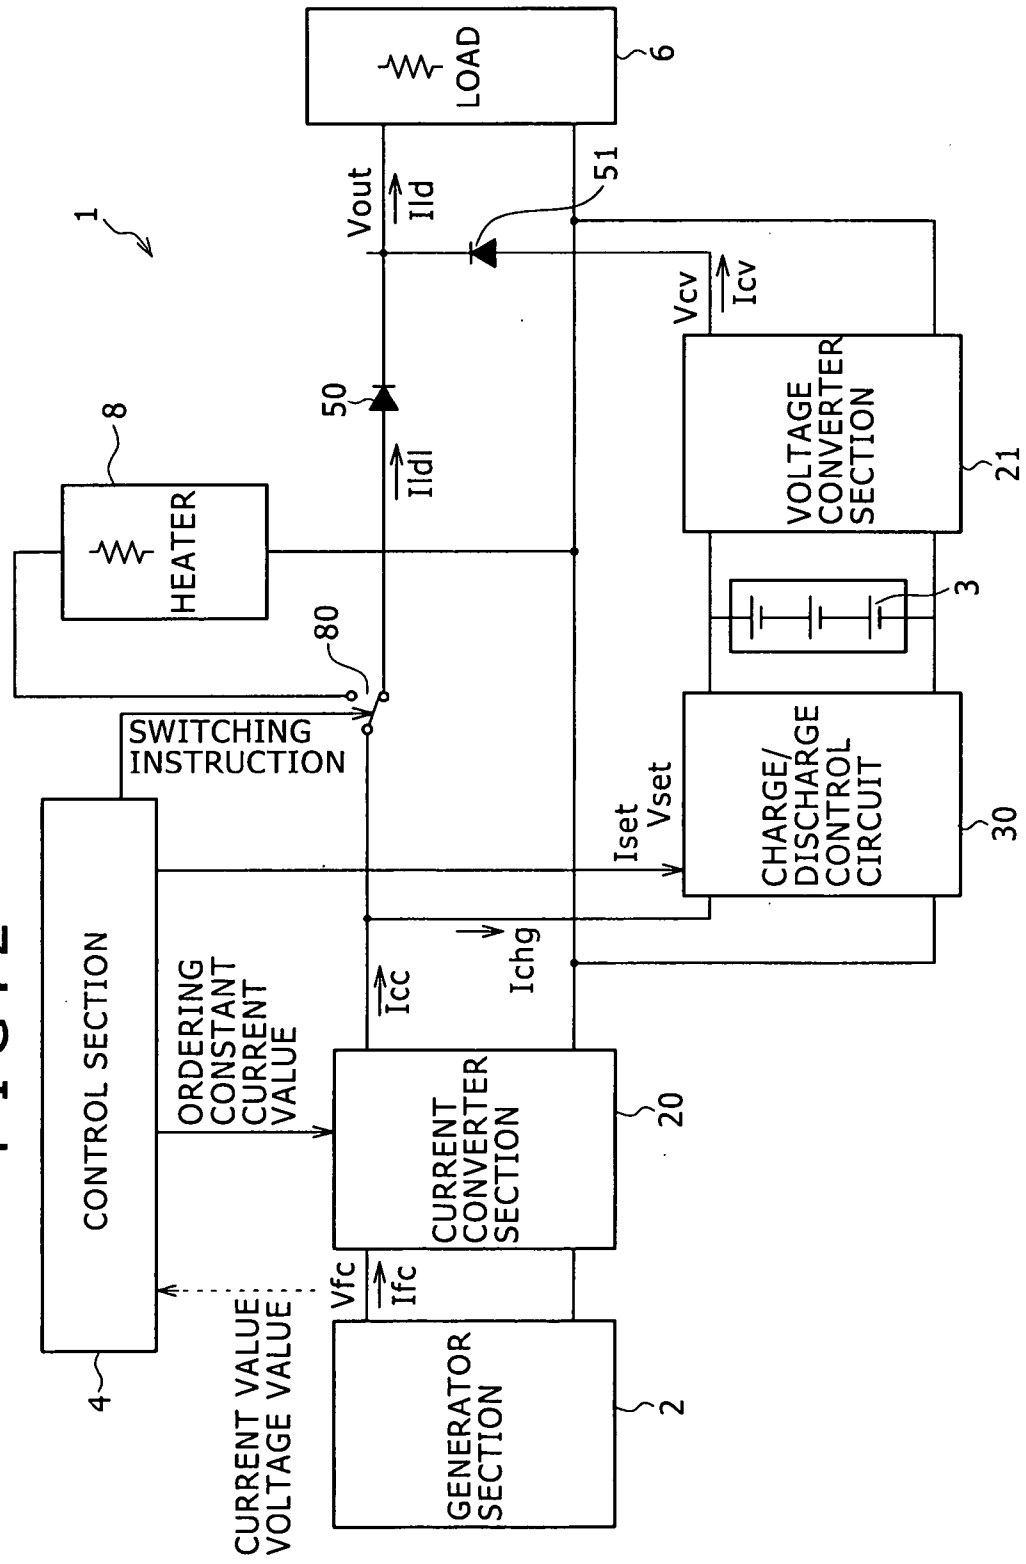 1
CONTROL SECTION
4
CURRENT VALUE
VOLTAGE VALUE
ORDERING
CONSTANT
CURRENT
VALUE
SWITCHING
INSTRUCTION
80
HEATER
8
GENERATOR
SECTION
2
Vfc
Ifc
CURRENT
CONVERTER
SECTION
20
Icc
Ichg
Iset
Vset
Ildl
50
Vout
Ild
51
LOAD
6
CHARGE/
DISCHARGE
CONTROL
CIRCUIT
30
3
VOLTAGE
CONVERTER
SECTION
21
Vcv
Icv